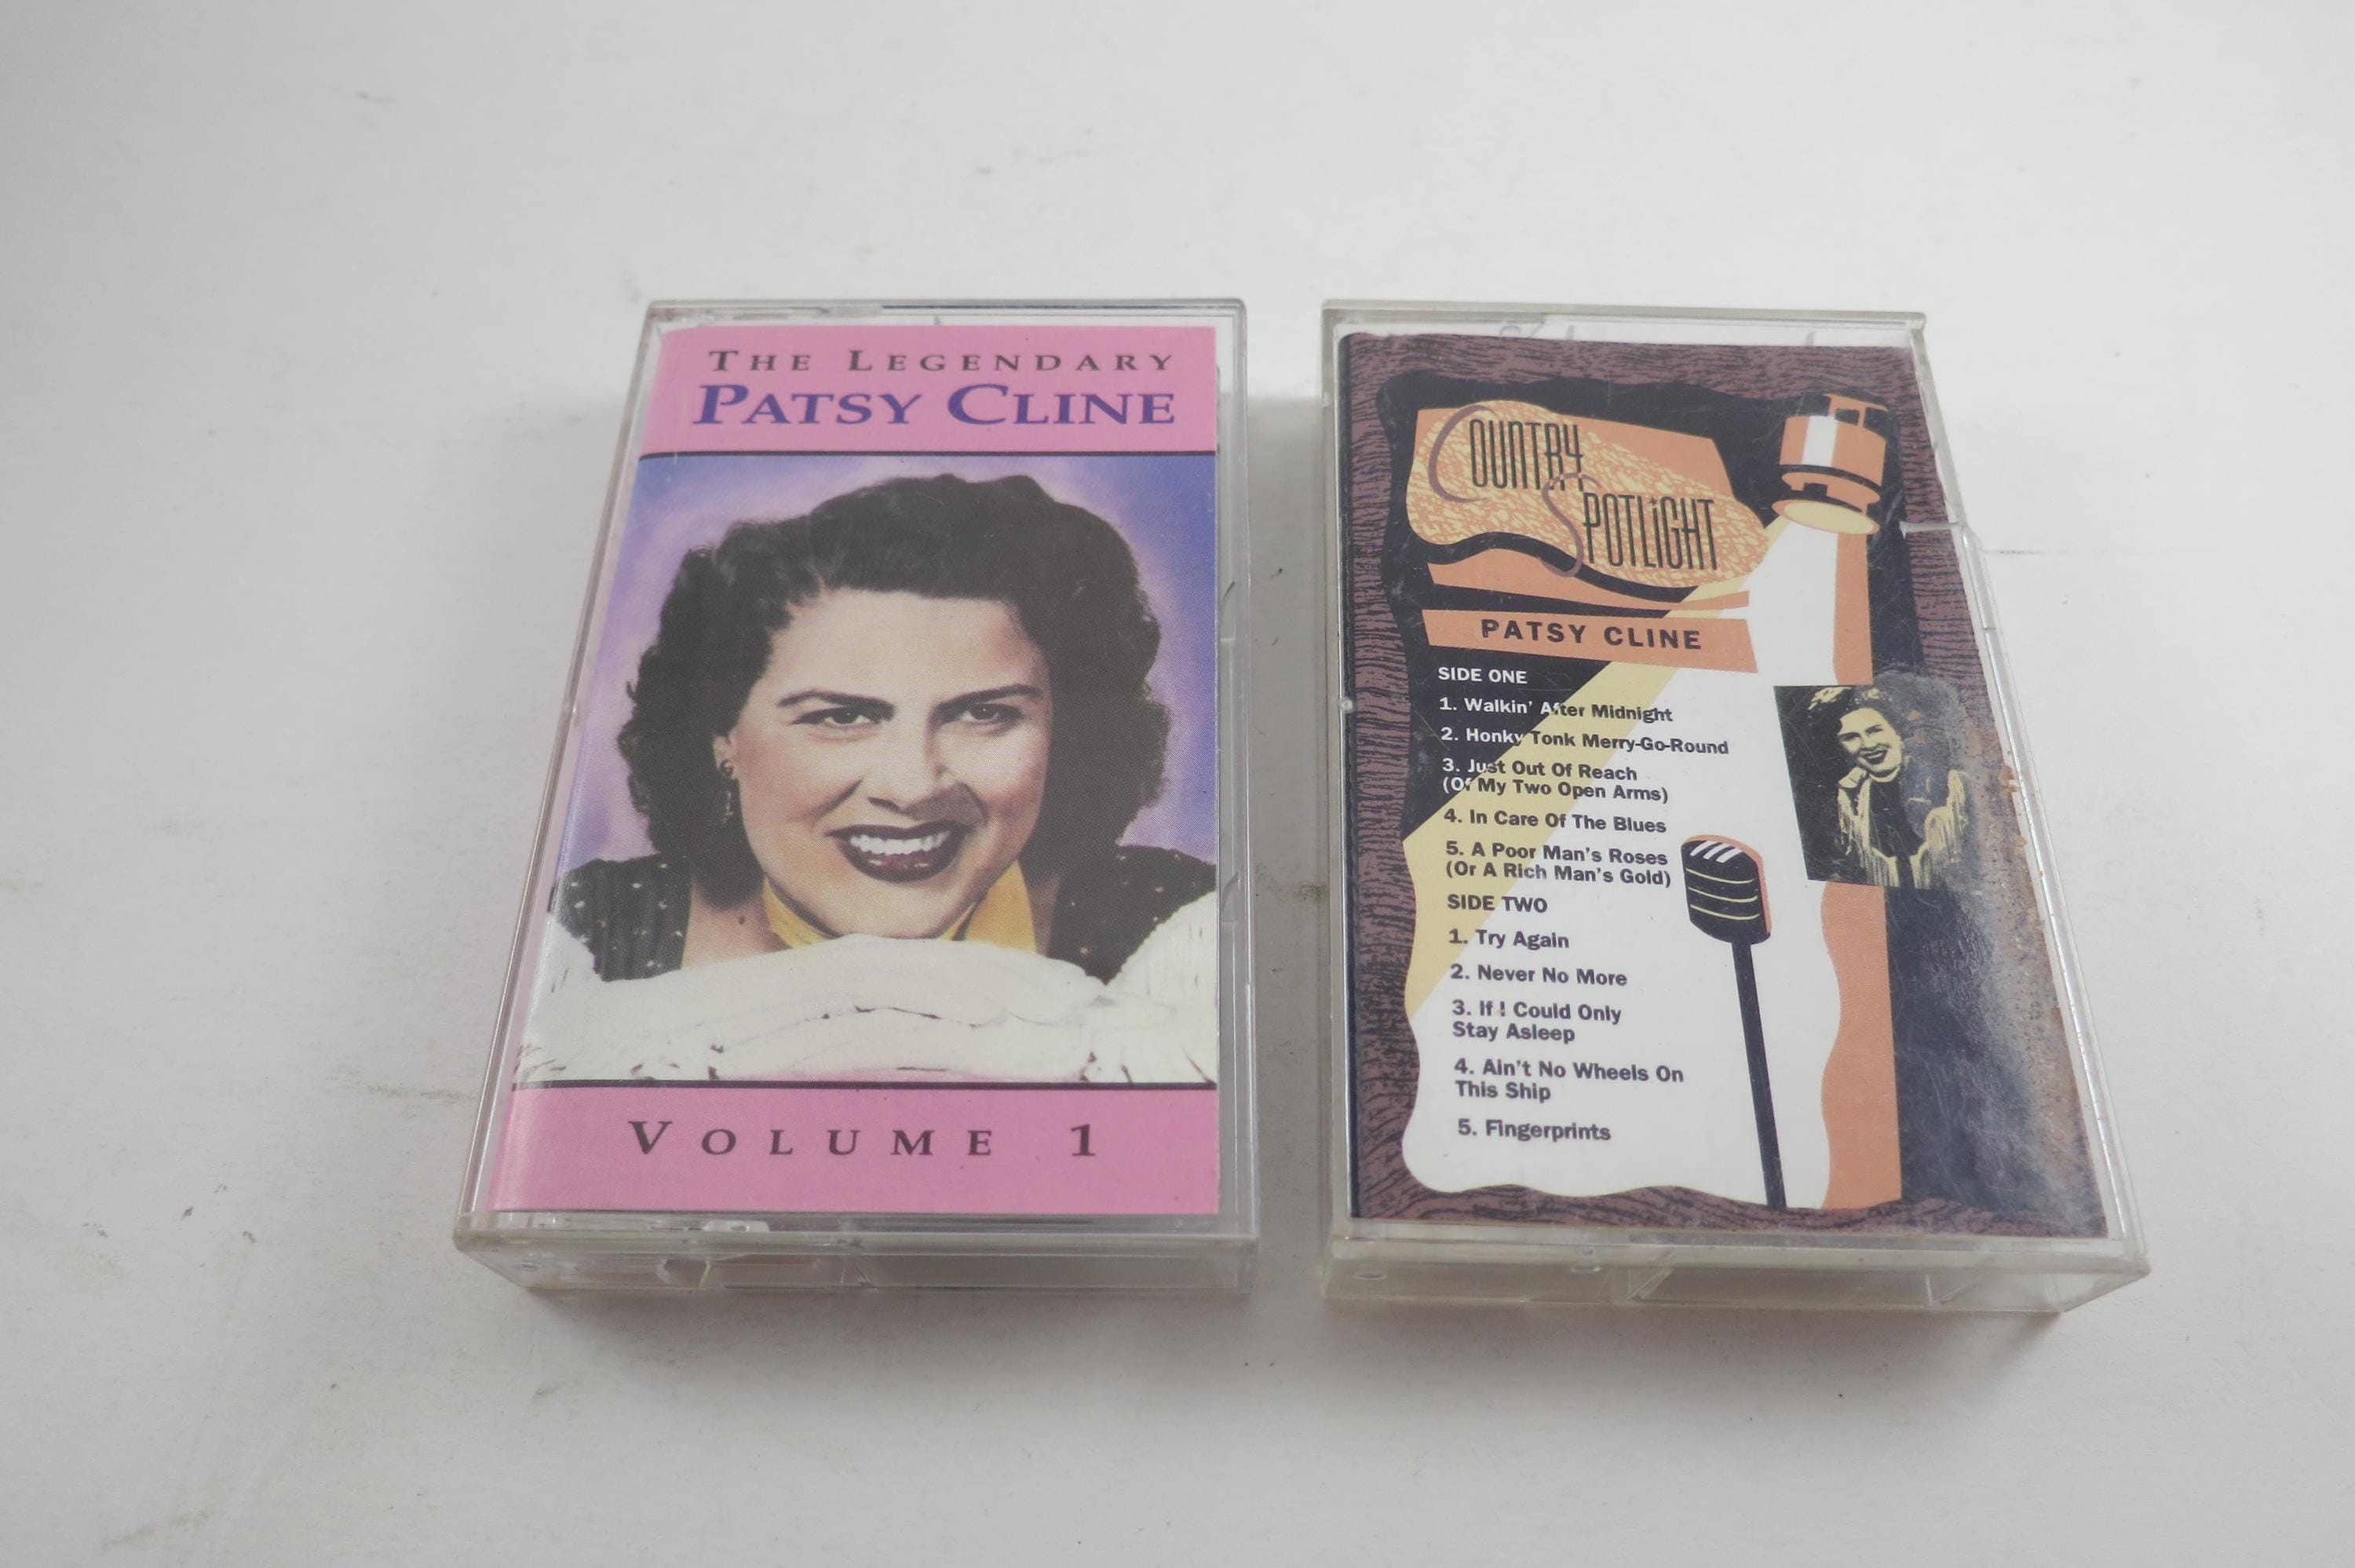 THE LEGENDARY
PATSY CLINE
VOLUME 1
COUNTRY
SPOTLIGHT
PATSY CLINE
SIDE ONE
1. Walkin' After Midnight
2. Honky Tonk Merry-Go-Round
3. Just Out Of Reach
(Of My Two Open Arms)
4. In Care Of The Blues
5. A Poor Man's Roses
(Or A Rich Man's Gold)
SIDE TWO
1. Try Again
2. Never No More
3. If I Could Only
Stay Asleep
4. Ain't No Wheels On
This Ship
5. Fingerprints